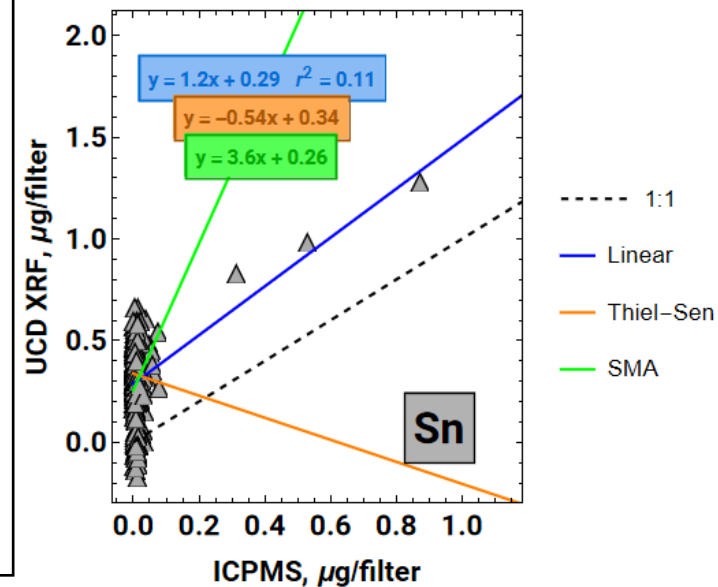 2.0
1.5
1.0
0.5
0.0
UCD XRF, μg/filter
y = 1.2x + 0.29 r² = 0.11
y = −0.54x + 0.34
y = 3.6x + 0.26
Sn
0.0 0.2 0.4 0.6 0.8 1.0
ICPMS, μg/filter
1:1
Linear
Thiel−Sen
SMA